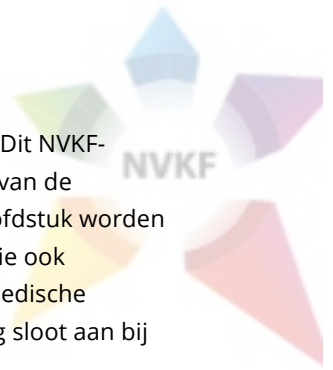 Dit NVKF-
NVKF
van de
ofdstuk worden
ie ook
edische
g sloot aan bij